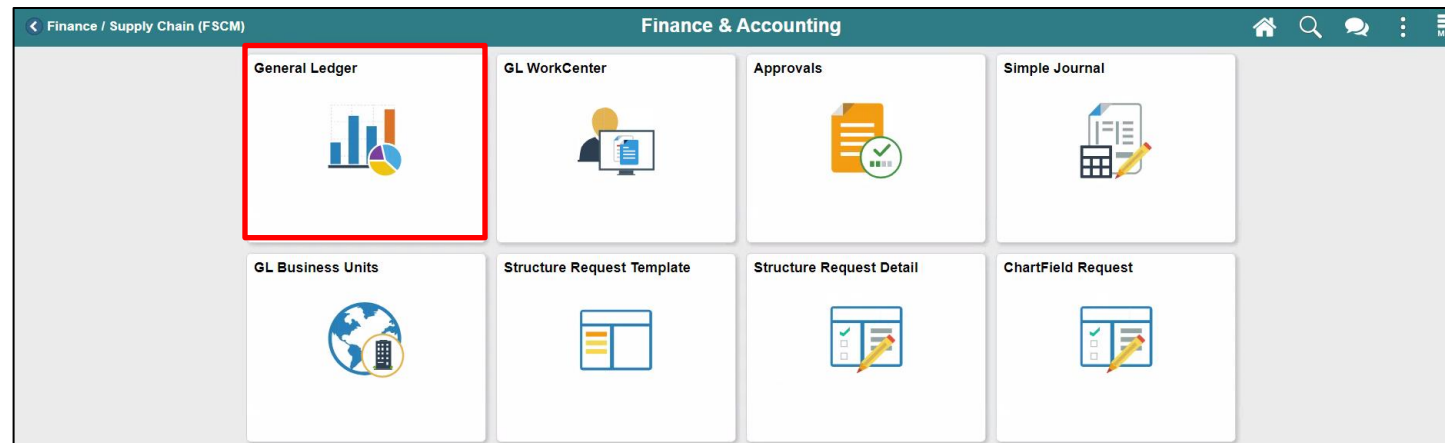 Finance / Supply Chain (FSCM)
Finance & Accounting
General Ledger
GL WorkCenter
Approvals
Simple Journal
GL Business Units
Structure Request Template
Structure Request Detail
ChartField Request